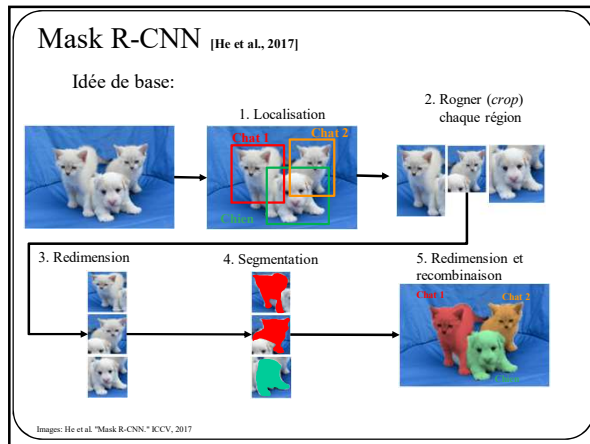 Mask R-CNN [He et al., 2017]
Idée de base:
1. Localisation
2. Rogner (crop)
chaque région
Chat 1
Chat 2
Chien
3. Redimension
4. Segmentation
5. Redimension et
recombinaison
Chat 1
Chat 2
Chien
Images: He et al. "Mask R-CNN." ICCV, 2017